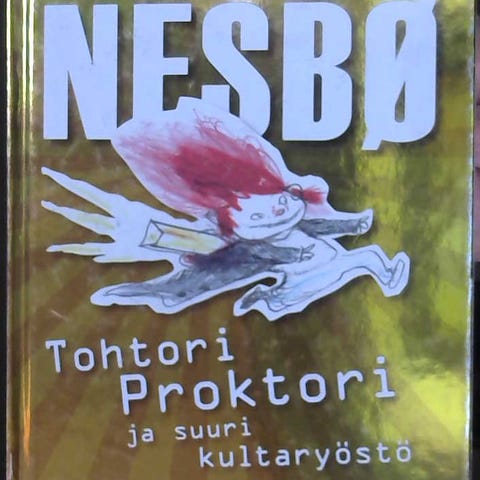 NESBØ
Tohtori
Proktori
ja suuri
kultaryöstö